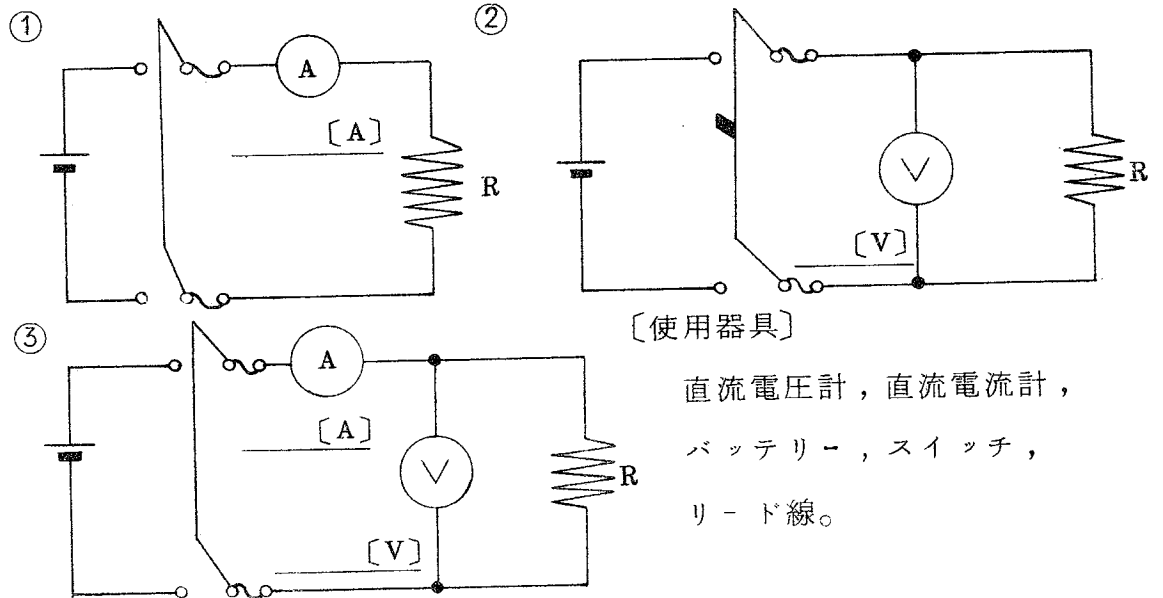 ①
A
〔A〕
R
②
V
〔V〕
R
③
A
〔A〕
V
〔V〕
R
〔使用器具〕
直流電圧計，直流電流計，
バッテリー，スイッチ，
リード線。